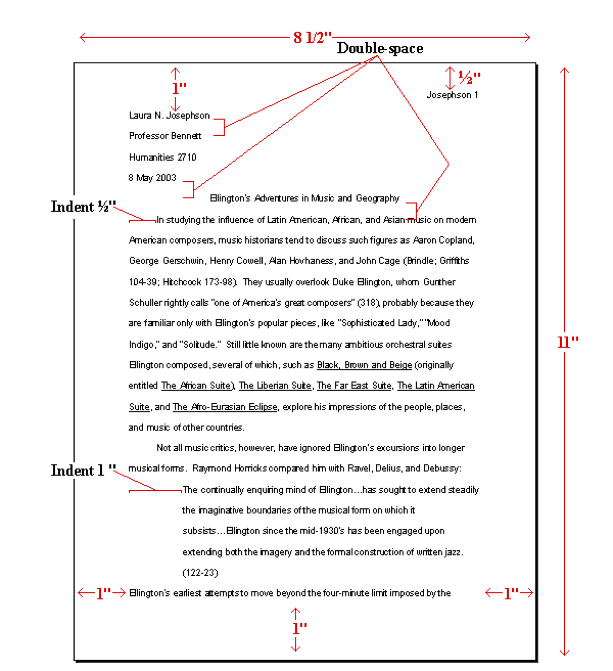 8 1/2"
Double-space
1"
½"
Josephson 1
Laura N. Josephson
Professor Bennett
Humanities 2710
8 May 2003
Ellington's Adventures in Music and Geography
Indent ½"
In studying the influence of Latin American, African, and Asian music on modern
American composers, music historians tend to discuss such figures as Aaron Copland,
George Gerschwin, Henry Cowell, Alan Hovhaness, and John Cage (Brindle; Griffiths
104-39; Hitchcock 173-98). They usually overlook Duke Ellington, whom Gunther
Schuller rightly calls "one of America's great composers" (318), probably because they
are familiar only with Ellington's popular pieces, like "Sophisticated Lady," "Mood
Indigo," and "Solitude." Still little known are the many ambitious orchestral suites
Ellington composed, several of which, such as Black, Brown and Beige (originally
entitled The African Suite), The Liberian Suite, The Far East Suite, The Latin American
Suite, and The Afro-Eurasian Eclipse, explore his impressions of the people, places,
and music of other countries.
11"
Not all music critics, however, have ignored Ellington's excursions into longer
musical forms. Raymond Horricks compared him with Ravel, Delius, and Debussy:
Indent 1"
The continually enquiring mind of Ellington...has sought to extend steadily
the imaginative boundaries of the musical form on which it
subsists...Ellington since the mid-1930's has been engaged upon
extending both the imagery and the formal construction of written jazz.
(122-23)
1"
Ellington's earliest attempts to move beyond the four-minute limit imposed by the
1"
1"